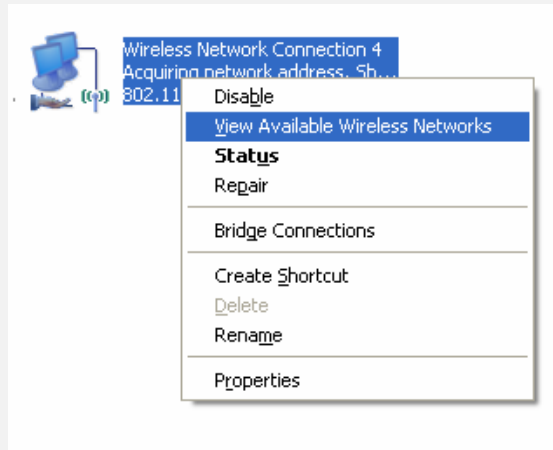 Wireless Network Connection 4
Acquiring network address, Sh...
802.11
Disable
View Available Wireless Networks
Status
Repair
Bridge Connections
Create Shortcut
Delete
Rename
Properties